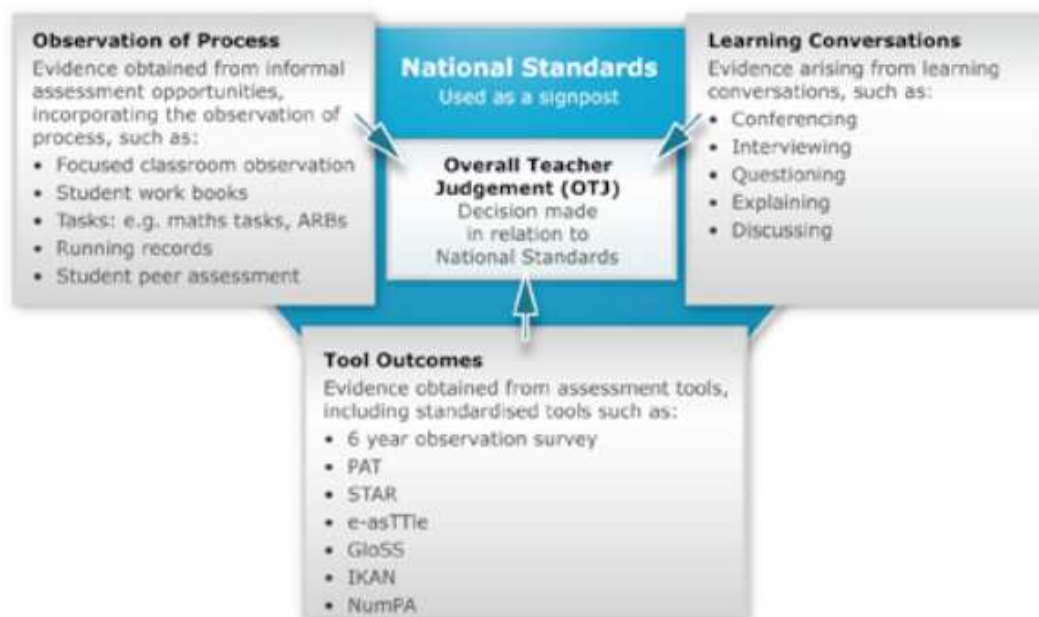 Observation of Process
Evidence obtained from informal
assessment opportunities,
incorporating the observation of
process, such as:
• Focused classroom observation
• Student work books
• Tasks: e.g. maths tasks, ARBs
• Running records
• Student peer assessment
National Standards
Used as a signpost
Overall Teacher
Judgement (OTJ)
Decision made
in relation to
National Standards
Learning Conversations
Evidence arising from learning
conversations, such as:
• Conferencing
• Interviewing
• Questioning
• Explaining
• Discussing
Tool Outcomes
Evidence obtained from assessment tools,
including standardised tools such as:
• 6 year observation survey
• PAT
• STAR
• e-asTTle
• GloSS
• IKAN
• NumPA